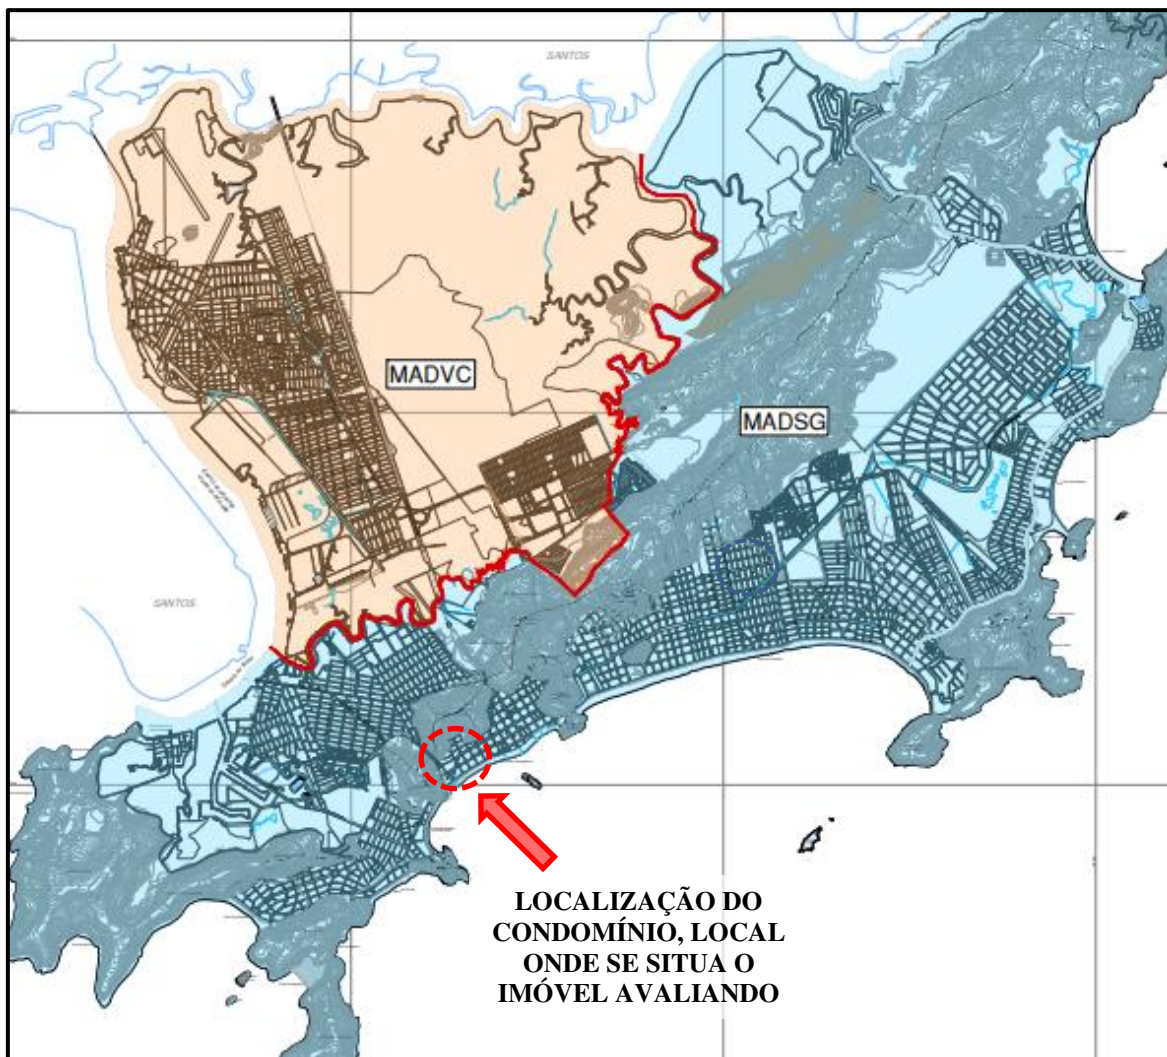 SANTOS
MADVC
MADSG
SANTOS
LOCALIZAÇÃO DO
CONDOMÍNIO, LOCAL
ONDE SE SITUA O
IMÓVEL AVALIANDO